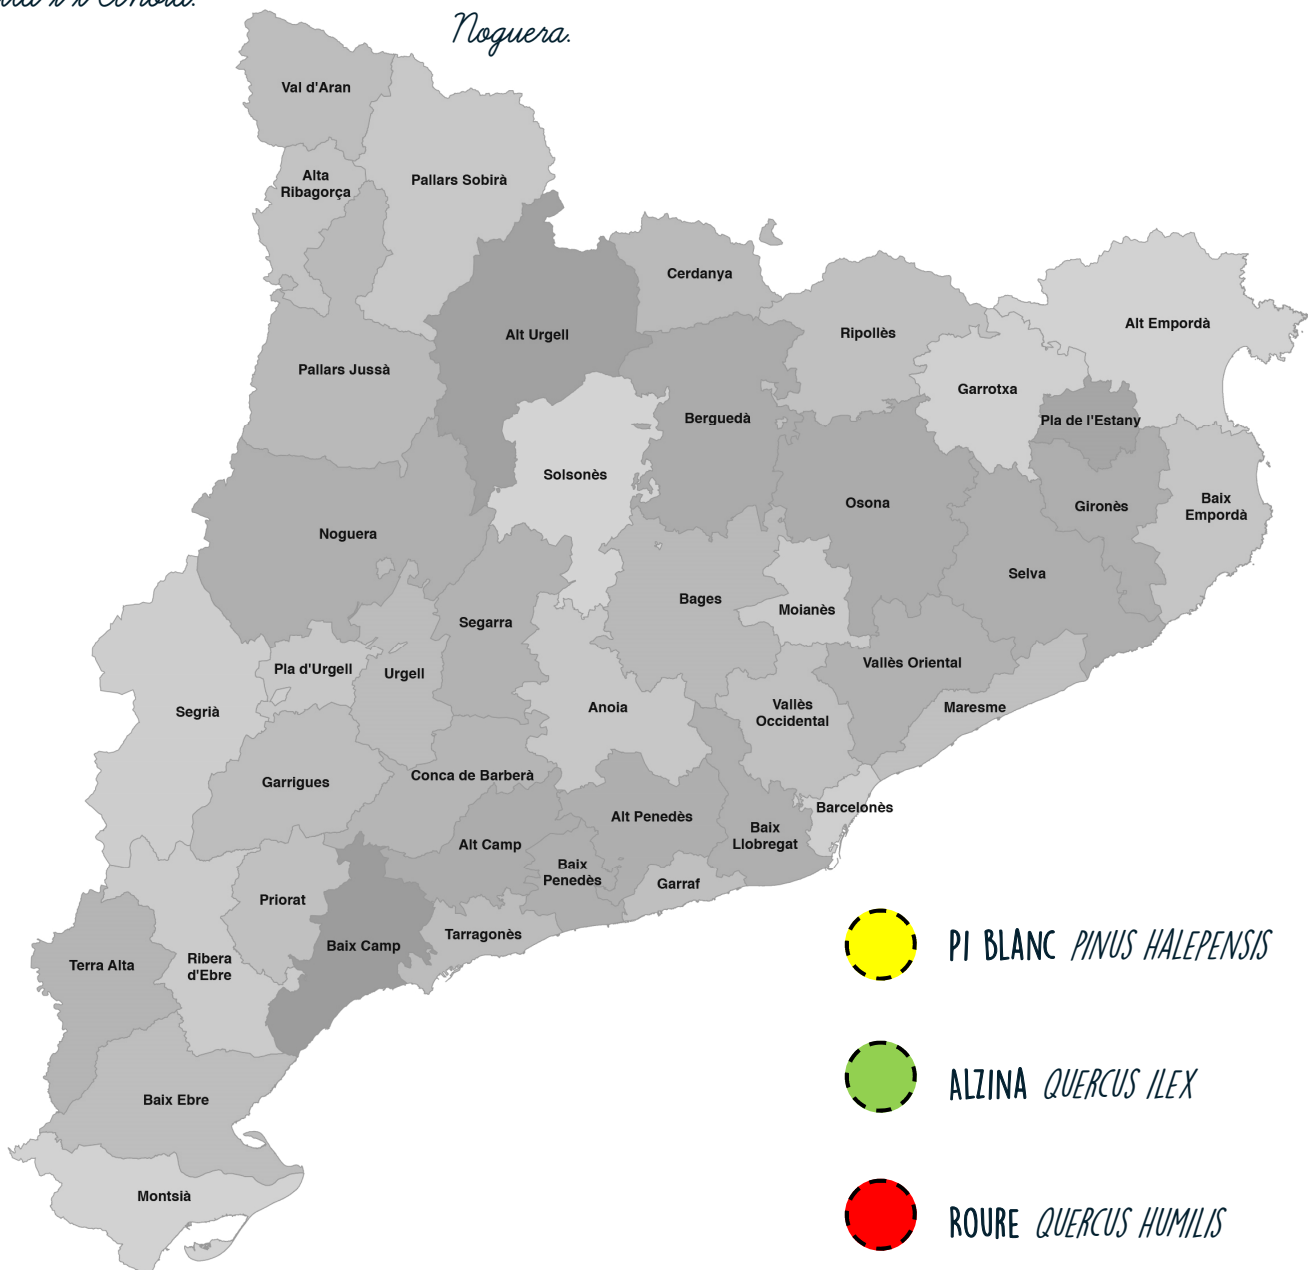 Noguera.
Val d'Aran
Alta
Ribagorça
Pallars Sobirà
Cerdanya
Alt Urgell
Ripollès
Alt Empordà
Pallars Jussà
Garrotxa
Berguedà
Pla de l'Estany
Solsonès
Osona
Gironès
Baix
Empordà
Noguera
Selva
Bages
Moianès
Segarra
Vallès Oriental
Pla d'Urgell
Urgell
Segrià
Anoia
Vallès
Occidental
Maresme
Garrigues
Conca de Barberà
Barcelonès
Alt Penedès
Baix
Llobregat
Alt Camp
Baix
Penedès
Garraf
Priorat
Tarragonès
Baix Camp
Terra Alta
Ribera
d'Ebre
Baix Ebre
Montsià
PI BLANC PINUS HALEPENSIS
ALZINA QUERCUS ILEX
ROURE QUERCUS HUMILIS